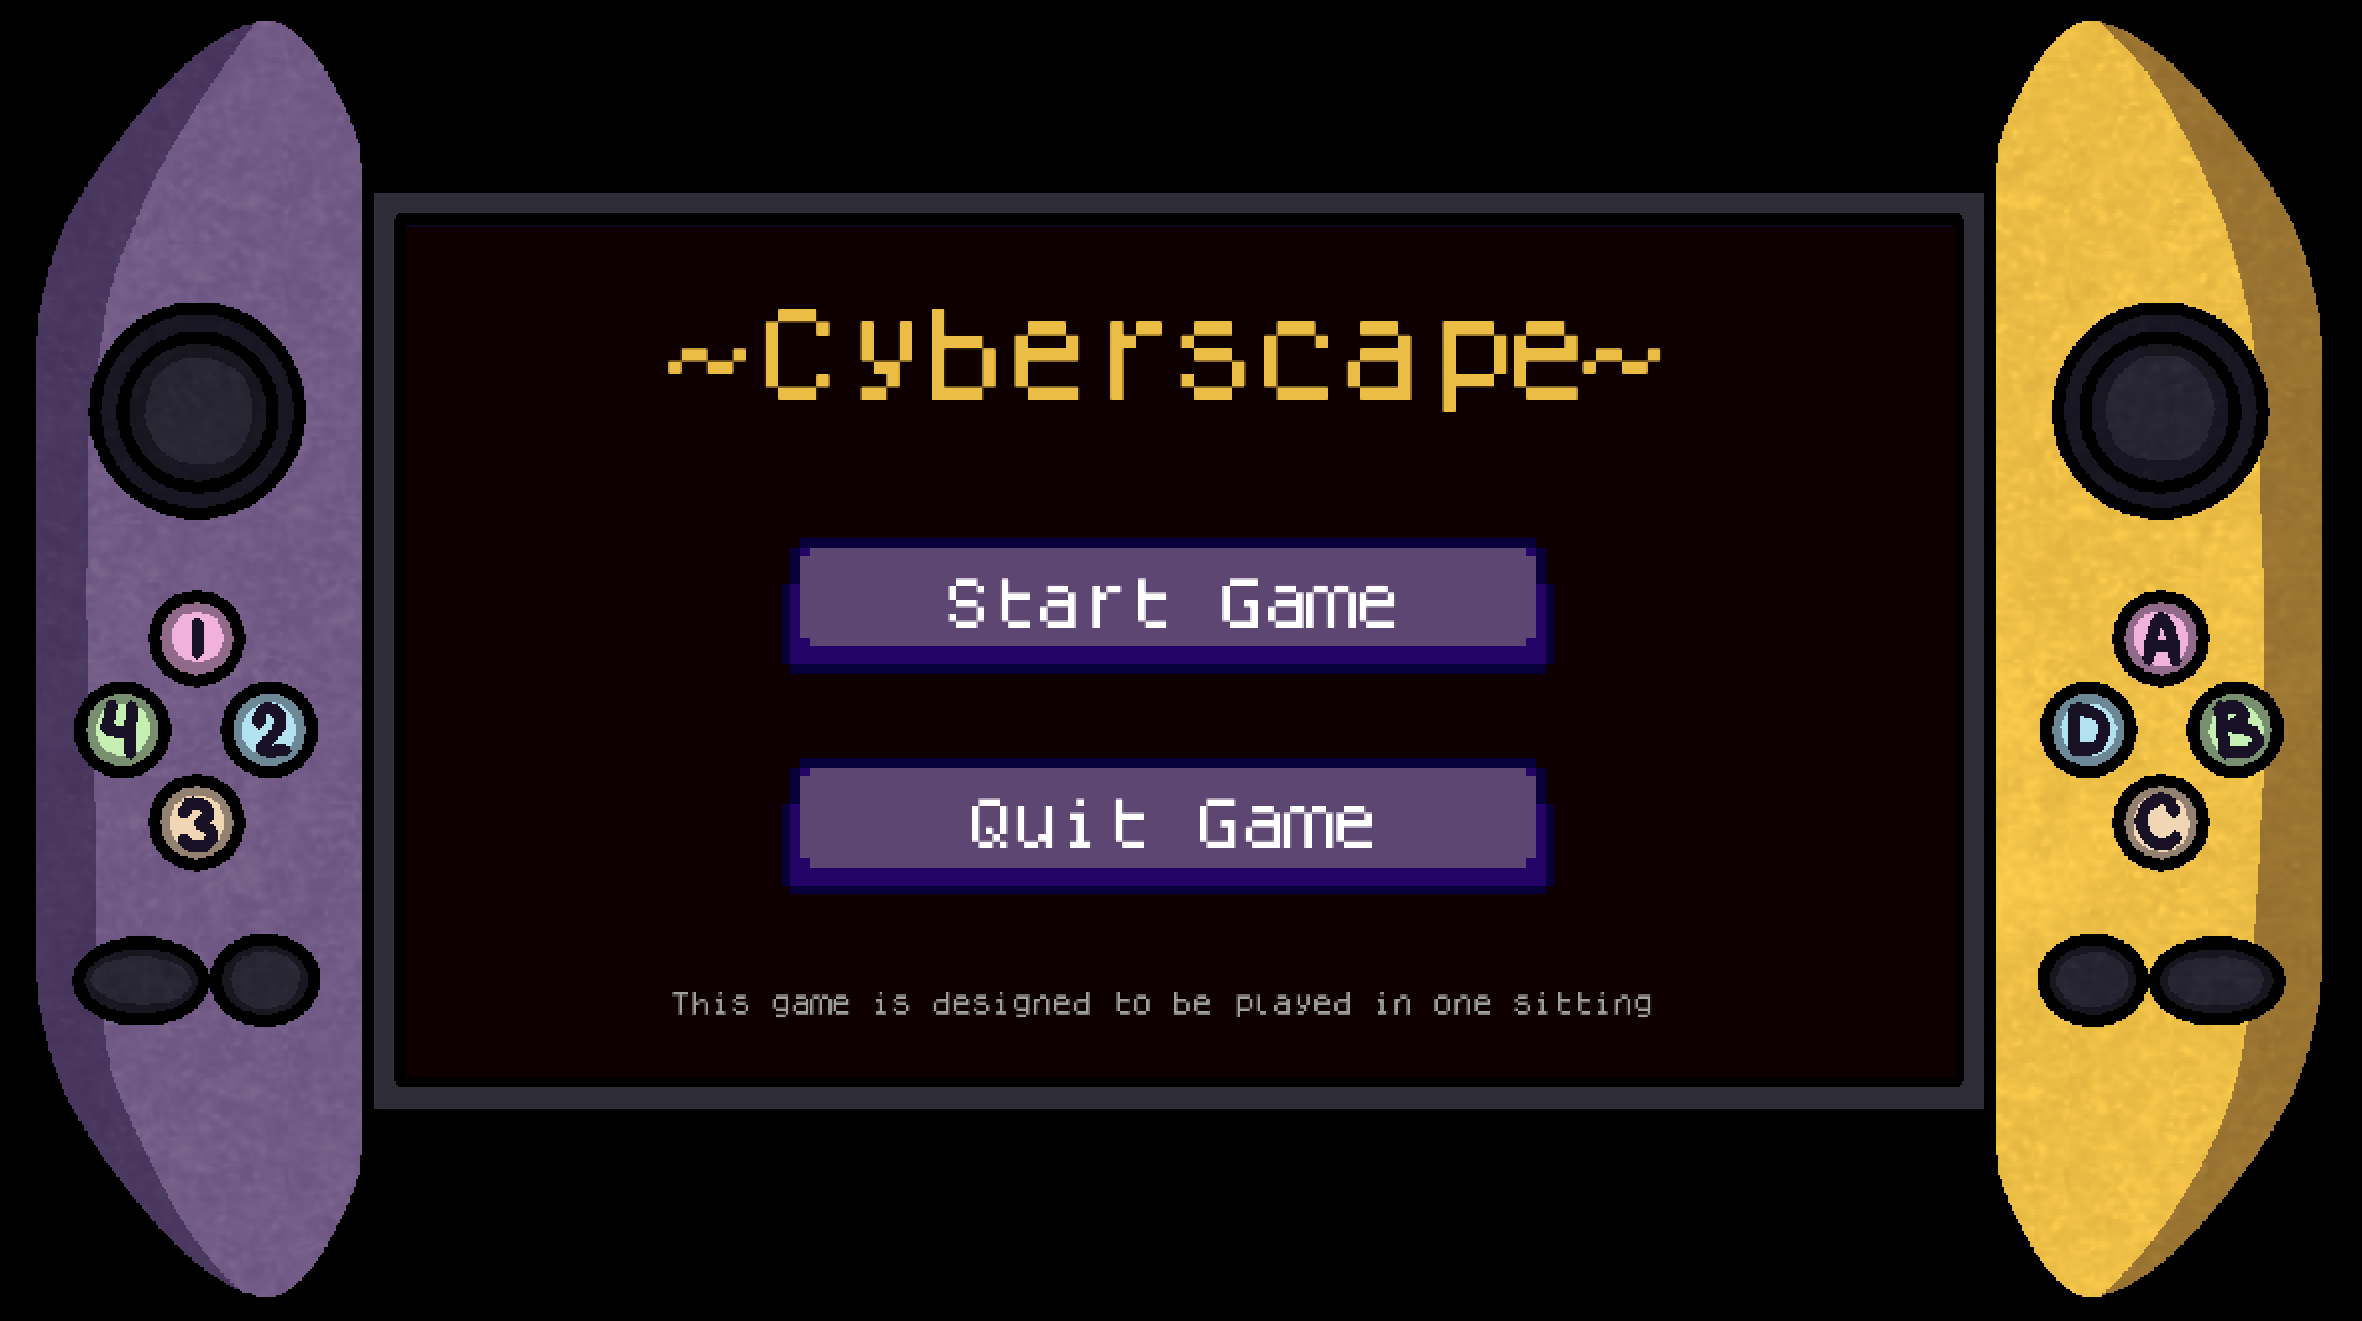 ~Cyberscape~
Start Game
Quit Game
This game is designed to be played in one sitting
1
4 2
3
A
D B
C